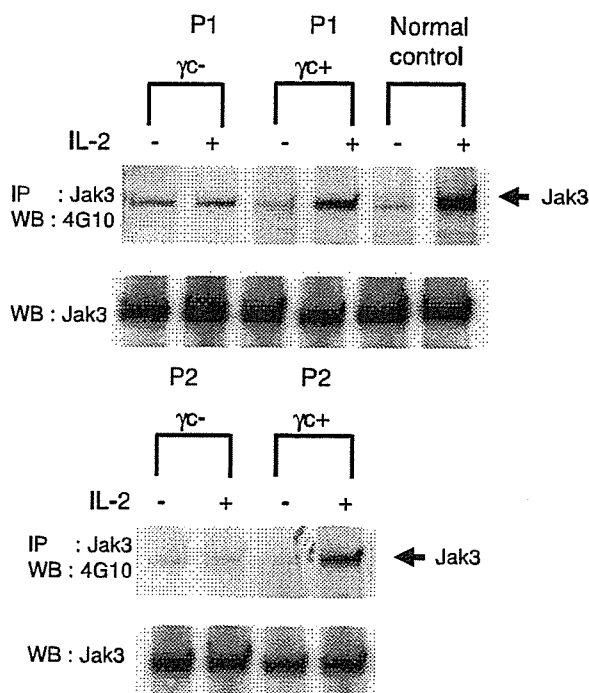 P1 P1 Normal
control
γc- γc+
IL-2 - + - + - +
IP : Jak3
WB : 4G10
Jak3
WB : Jak3
P2 P2
γc- γc+
IL-2 - + - +
IP : Jak3
WB : 4G10
Jak3
WB : Jak3